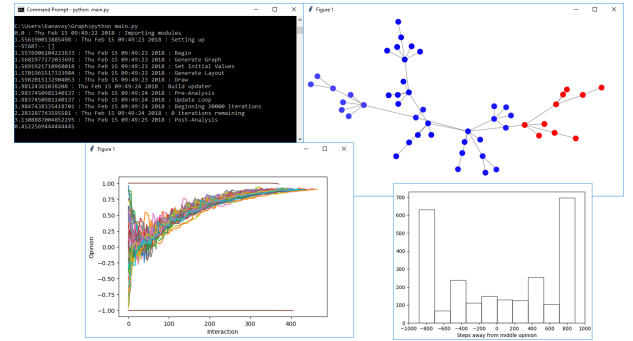 Command Prompt - python main.py
C:\Users\Kanavoy\Graph>python main.py
0.0 : Thu Feb 15 09:49:22 2018 : Importing modules
1.556190013885498 : Thu Feb 15 09:49:23 2018 : Setting up
--START-- []
1.5576906204223633 : Thu Feb 15 09:49:23 2018 : Begin
1.5681977272033691 : Thu Feb 15 09:49:23 2018 : Generate Graph
1.5691921710968018 : Thu Feb 15 09:49:23 2018 : Set Initial Values
1.5701961517333984 : Thu Feb 15 09:49:23 2018 : Generate Layout
1.5982015132904053 : Thu Feb 15 09:49:23 2018 : Draw
1.98124361038208 : Thu Feb 15 09:49:24 2018 : Build updater
1.9837450981140137 : Thu Feb 15 09:49:24 2018 : Pre-Analysis
1.9837450981140137 : Thu Feb 15 09:49:24 2018 : Update Loop
1.9847438335418701 : Thu Feb 15 09:49:24 2018 : Beginning 20000 iterations
2.2832877635955581 : Thu Feb 15 09:49:24 2018 : 0 iterations remaining
3.1308887004852295 : Thu Feb 15 09:49:25 2018 : Post-Analysis
0.4522569444444445
Figure 1
Figure 1
1.00
0.75
0.50
0.25
0.00
−0.25
−0.50
−0.75
−1.00
Opinion
0 100 200 300 400
Interaction
700
600
500
400
300
200
100
0
−1000 −800 −600 −400 −200 0 200 400 600 800 1000
Steps away from middle opinion